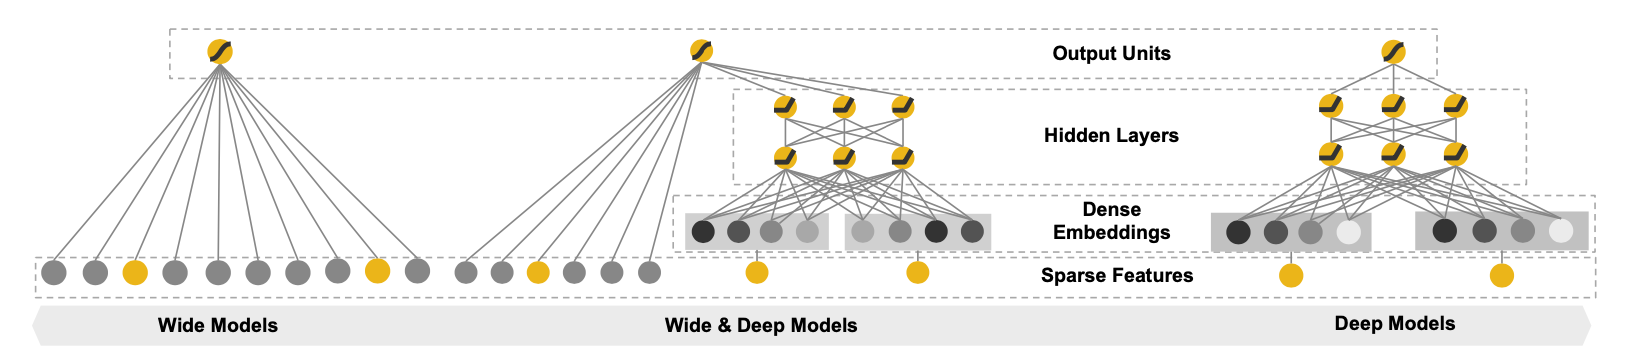 Output Units
Hidden Layers
Dense
Embeddings
Sparse Features
Wide Models
Wide & Deep Models
Deep Models